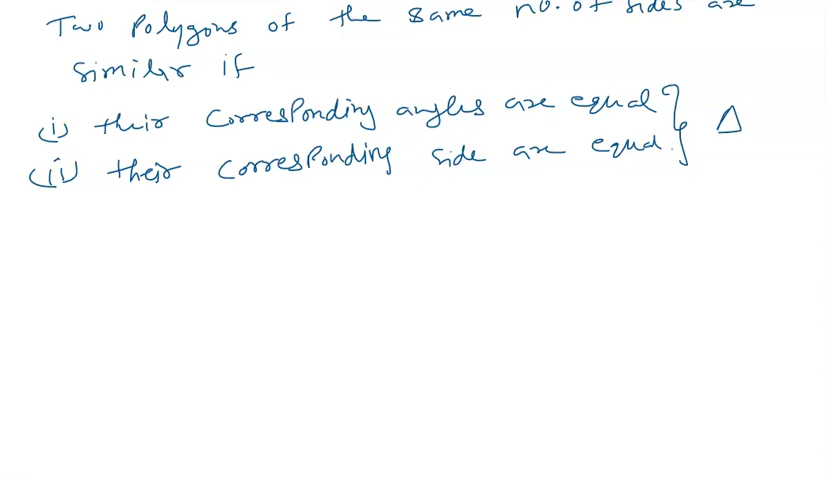 Two Polygons of the same no. of sides are
similar if
(i) their corresponding angles are equal
(ii) their corresponding side are equal. Δ